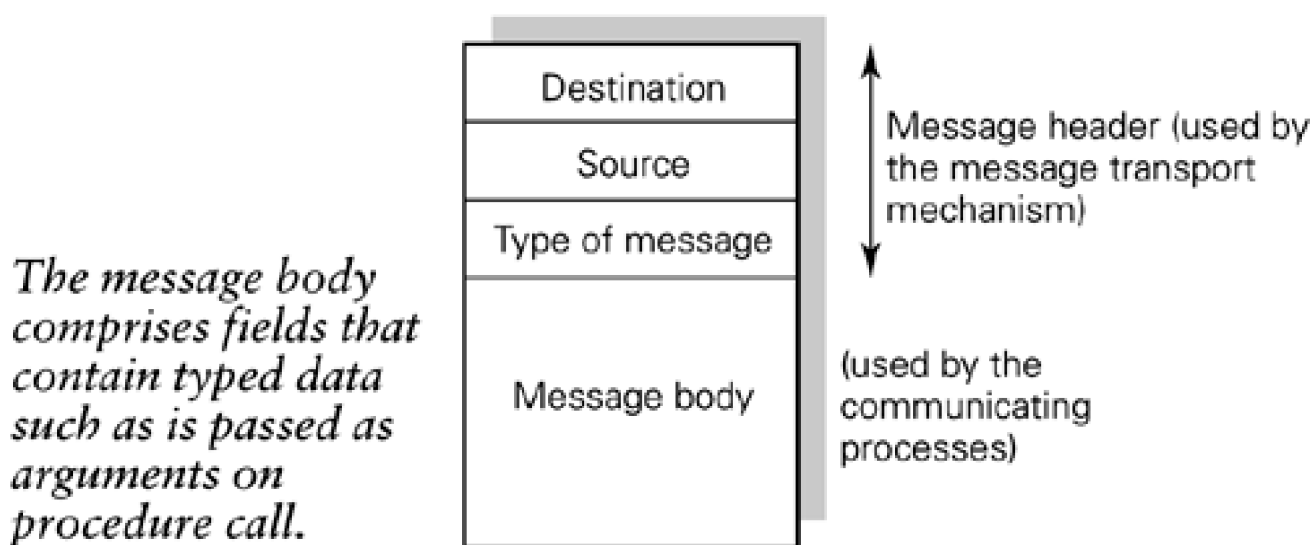 Destination
Source
Type of message
Message body
Message header (used by
the message transport
mechanism)
(used by the
communicating
processes)
The message body
comprises fields that
contain typed data
such as is passed as
arguments on
procedure call.